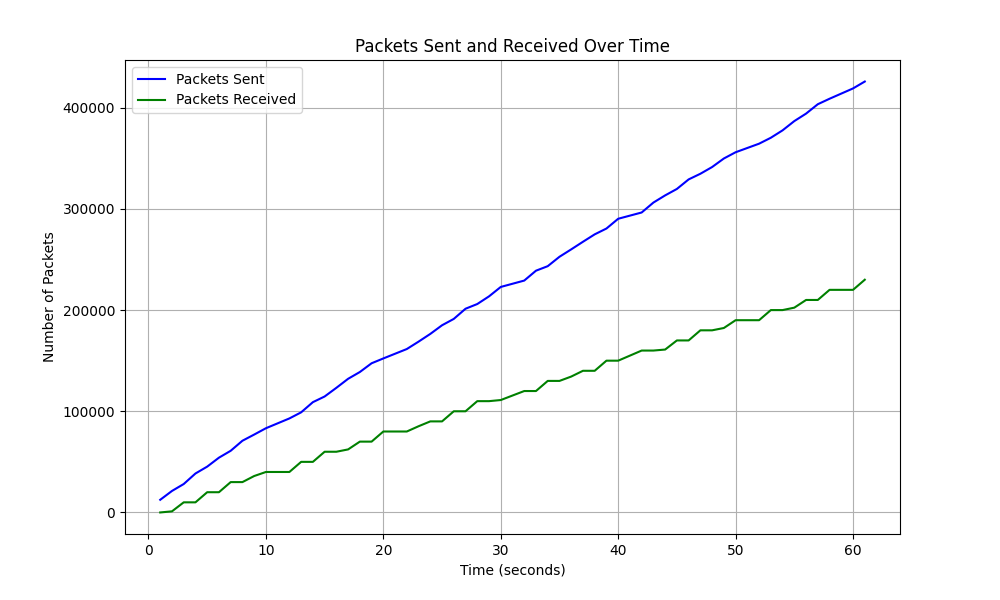 Packets Sent and Received Over Time
Packets Sent
Packets Received
400000
300000
200000
100000
0
Number of Packets
0 10 20 30 40 50 60
Time (seconds)